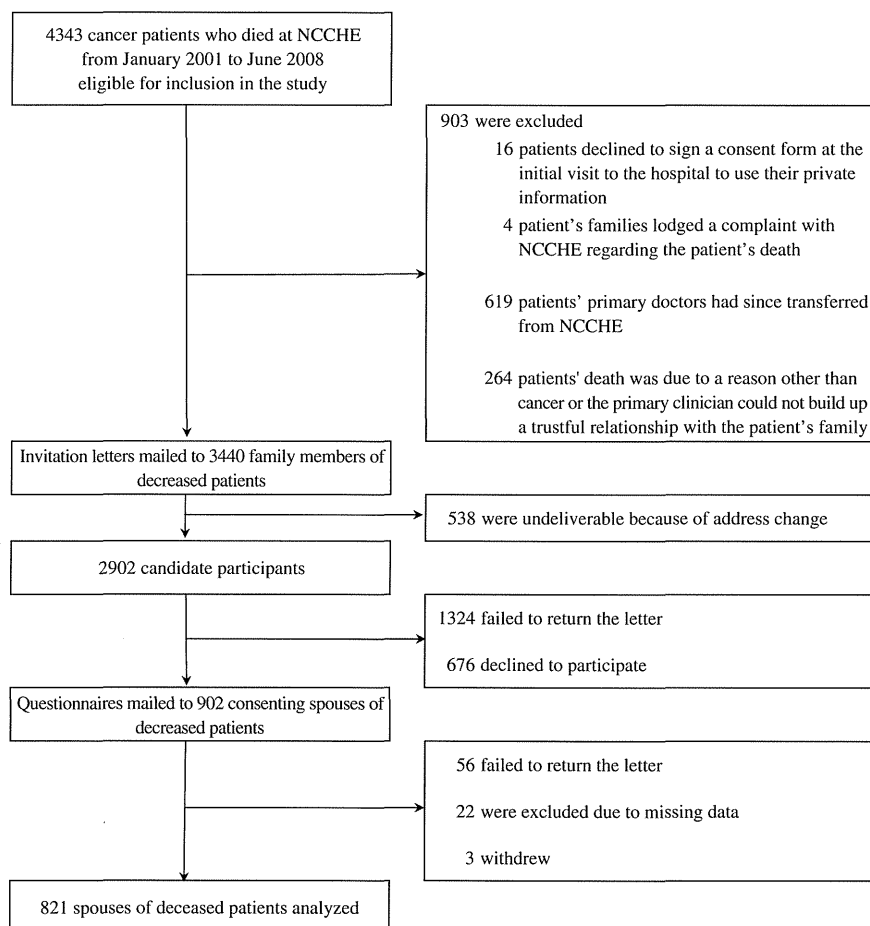 4343 cancer patients who died at NCCHE
from January 2001 to June 2008
eligible for inclusion in the study
903 were excluded
16 patients declined to sign a consent form at the
initial visit to the hospital to use their private
information
4 patient's families lodged a complaint with
NCCHE regarding the patient's death
619 patients' primary doctors had since transferred
from NCCHE
264 patients' death was due to a reason other than
cancer or the primary clinician could not build up
a trustful relationship with the patient's family
Invitation letters mailed to 3440 family members of
decreased patients
538 were undeliverable because of address change
2902 candidate participants
1324 failed to return the letter
676 declined to participate
Questionnaires mailed to 902 consenting spouses of
decreased patients
56 failed to return the letter
22 were excluded due to missing data
3 withdrew
821 spouses of deceased patients analyzed